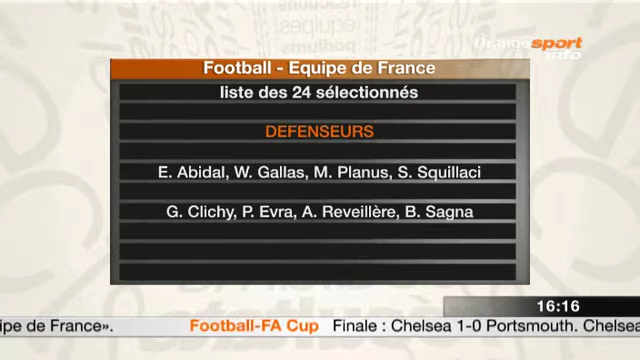 Orange sport
info
Football - Equipe de France
liste des 24 sélectionnés
DEFENSEURS
E. Abidal, W. Gallas, M. Planus, S. Squillaci
G. Clichy, P. Evra, A. Reveillère, B. Sagna
16:16
ipe de France». Football-FA Cup Finale : Chelsea 1-0 Portsmouth. Chelsea